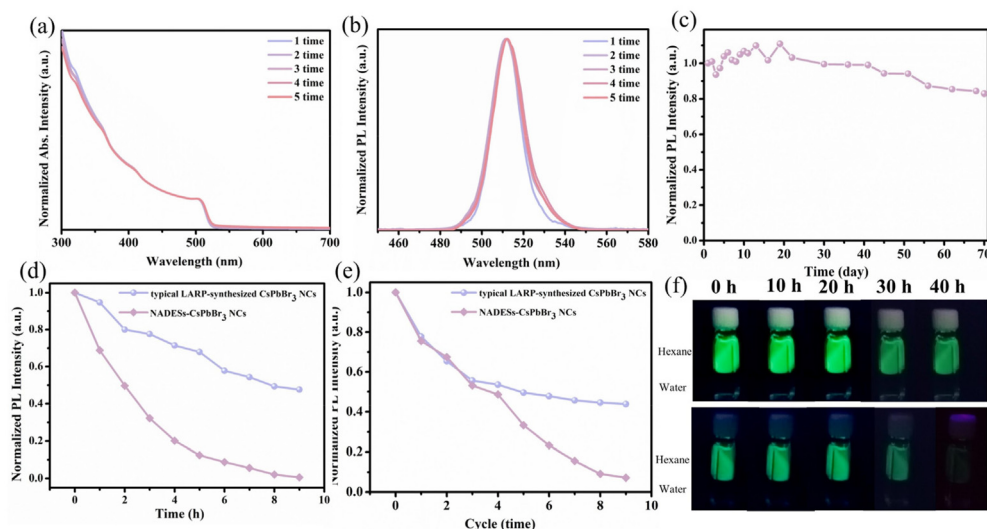 (a)
1 time
2 time
3 time
4 time
5 time
Normalized Abs. Intensity (a.u.)
300 400 500 600 700
Wavelength (nm)
(b)
1 time
2 time
3 time
4 time
5 time
Normalized PL Intensity (a.u.)
460 480 500 520 540 560 580
Wavelength (nm)
(c)
Normalized PL Intensity (a.u.)
1.2
1.0
0.8
0.6
0.4
0.2
0.0
0 10 20 30 40 50 60 70
Time (day)
(d)
typical LARP-synthesized CsPbBr3 NCs
NADESs-CsPbBr3 NCs
Normalized PL Intensity (a.u.)
1.0
0.8
0.6
0.4
0.2
0.0
0 2 4 6 8 10
Time (h)
(e)
typical LARP-synthesized CsPbBr3 NCs
NADESs-CsPbBr3 NCs
Normalized PL Intensity (a.u.)
1.0
0.8
0.6
0.4
0.2
0.0
0 2 4 6 8 10
Cycle (time)
(f)
0 h 10 h 20 h 30 h 40 h
Hexane
Water
Hexane
Water